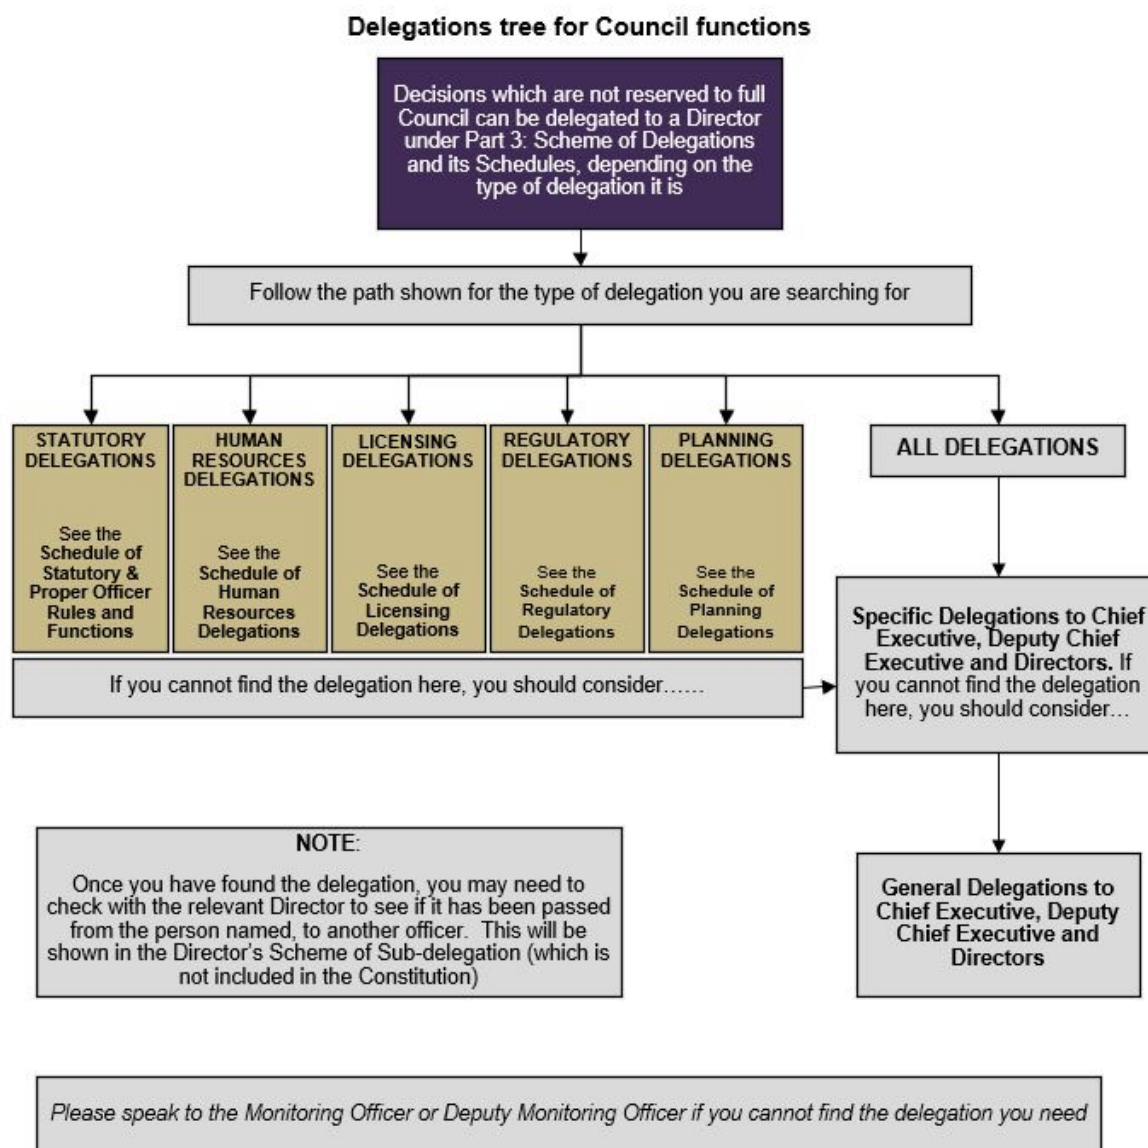 Delegations tree for Council functions
Decisions which are not reserved to full
Council can be delegated to a Director
under Part 3: Scheme of Delegations
and its Schedules, depending on the
type of delegation it is
Follow the path shown for the type of delegation you are searching for
STATUTORY
DELEGATIONS
See the
Schedule of
Statutory &
Proper Officer
Rules and
Functions
HUMAN
RESOURCES
DELEGATIONS
See the
Schedule of
Human
Resources
Delegations
LICENSING
DELEGATIONS
See the
Schedule of
Licensing
Delegations
REGULATORY
DELEGATIONS
See the
Schedule of
Regulatory
Delegations
PLANNING
DELEGATIONS
See the
Schedule of
Planning
Delegations
ALL DELEGATIONS
If you cannot find the delegation here, you should consider……
Specific Delegations to Chief
Executive, Deputy Chief
Executive and Directors. If
you cannot find the delegation
here, you should consider…
General Delegations to
Chief Executive, Deputy
Chief Executive and
Directors
NOTE:
Once you have found the delegation, you may need to
check with the relevant Director to see if it has been passed
from the person named, to another officer.  This will be
shown in the Director's Scheme of Sub-delegation (which is
not included in the Constitution)
Please speak to the Monitoring Officer or Deputy Monitoring Officer if you cannot find the delegation you need